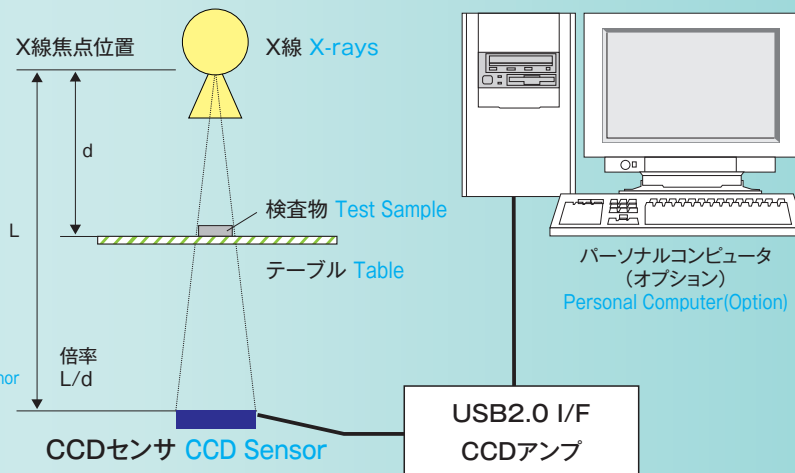 X線焦点位置
X線 X-rays
d
L
検査物 Test Sample
テーブル Table
倍率
L/d
CCDセンサ CCD Sensor
パーソナルコンピュータ
(オプション)
Personal Computer(Option)
USB2.0 I/F
CCDアンプ